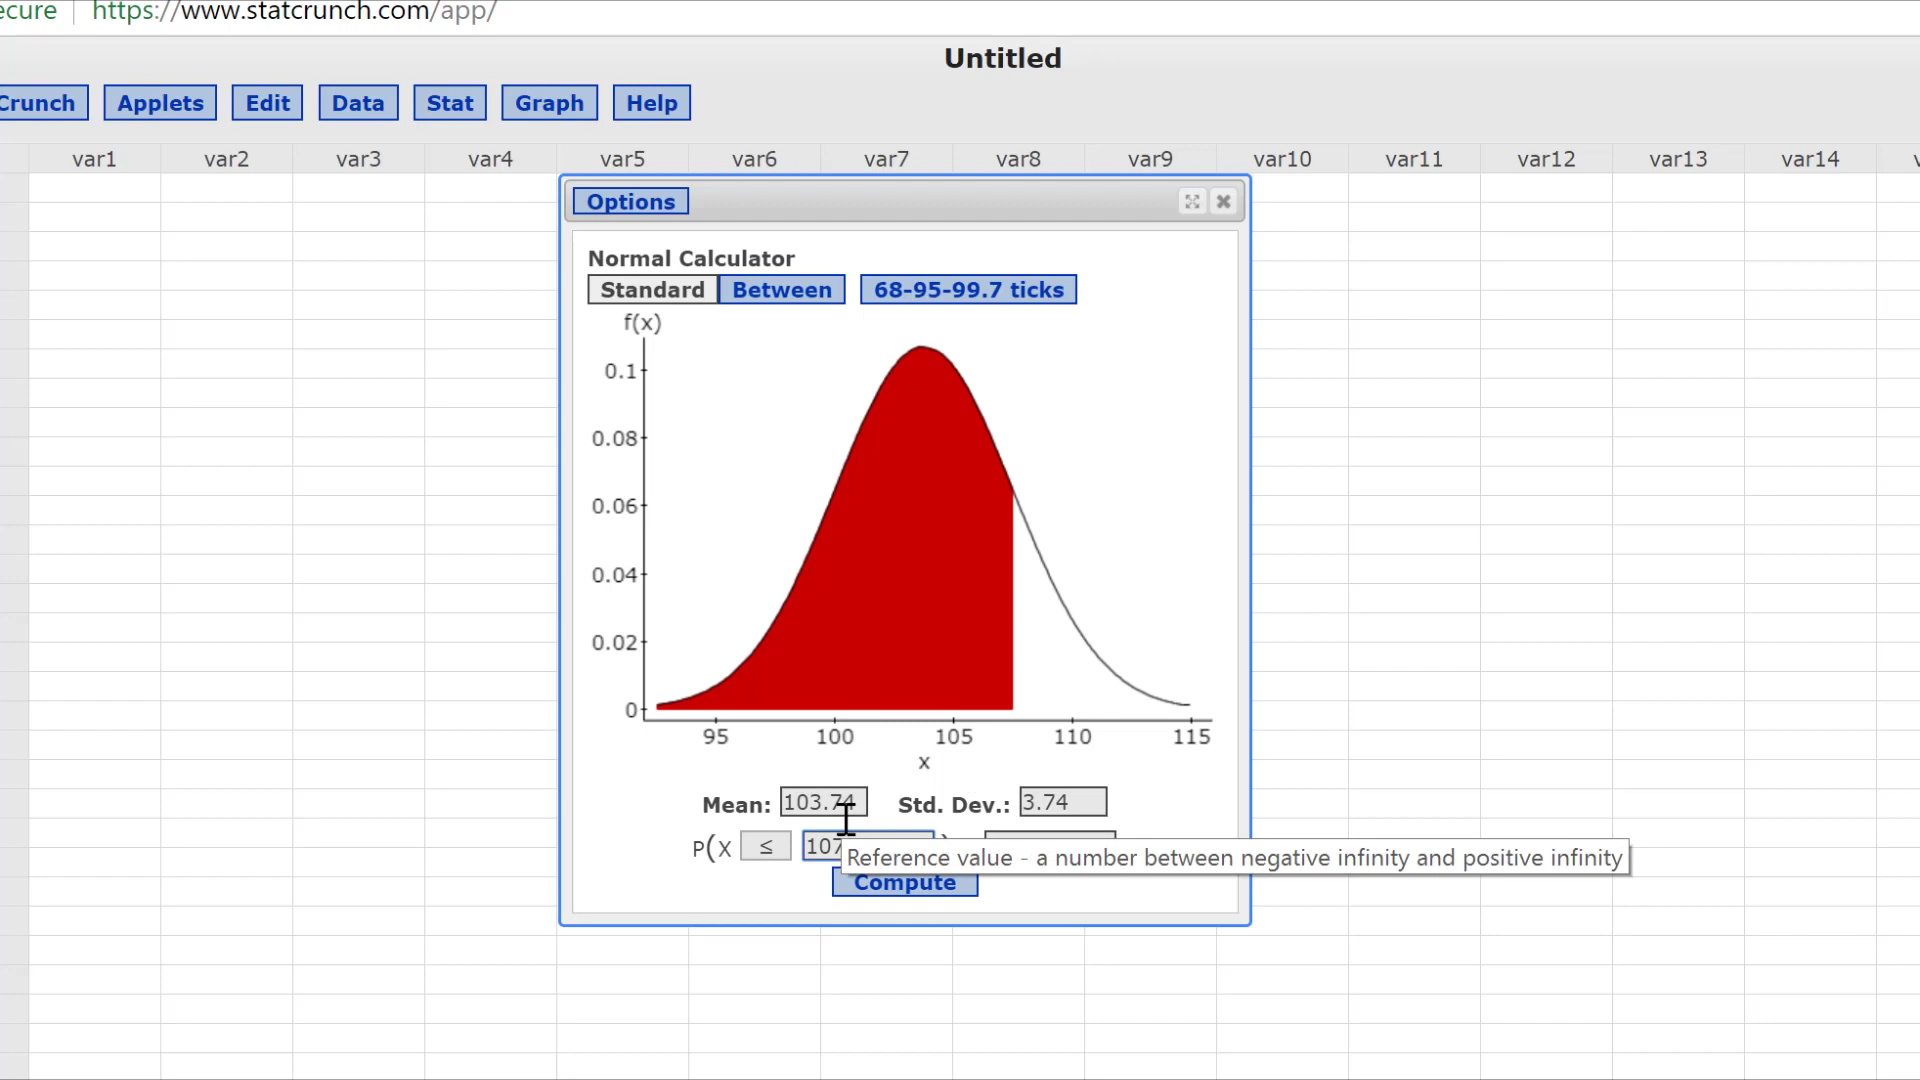 ecure https://www.statcrunch.com/app/
Untitled
Crunch Applets Edit Data Stat Graph Help
var1 var2 var3 var4 var5 var6 var7 var8 var9 var10 var11 var12 var13 var14
Options
Normal Calculator
Standard Between 68-95-99.7 ticks
f(x)
0.1
0.08
0.06
0.04
0.02
0
95 100 105 110 115
x
Mean: 103.74 Std. Dev.: 3.74
P(X ≤ 107
Reference value - a number between negative infinity and positive infinity
Compute